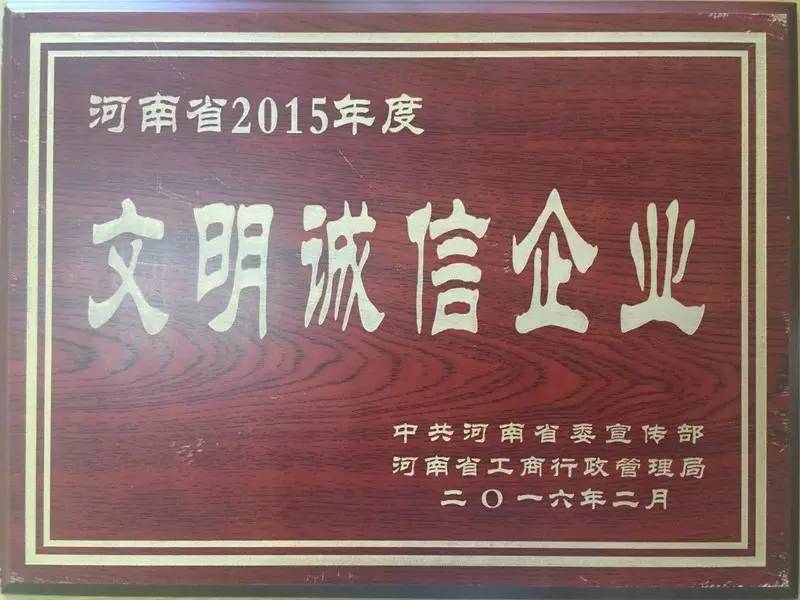 河南省2015年度
文明诚信企业
中共河南省委宣传部
河南省工商行政管理局
二〇一六年二月